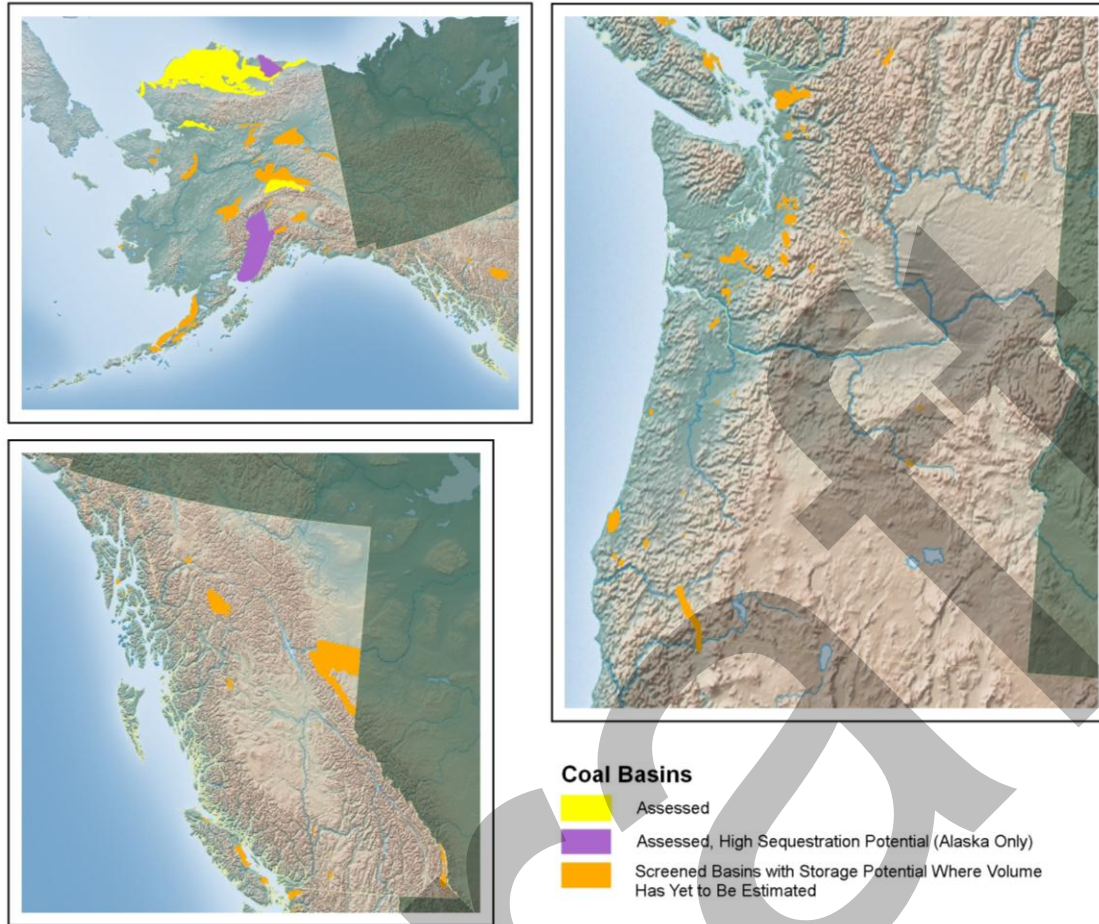 Coal Basins
Assessed
Assessed, High Sequestration Potential (Alaska Only)
Screened Basins with Storage Potential Where Volume
Has Yet to Be Estimated